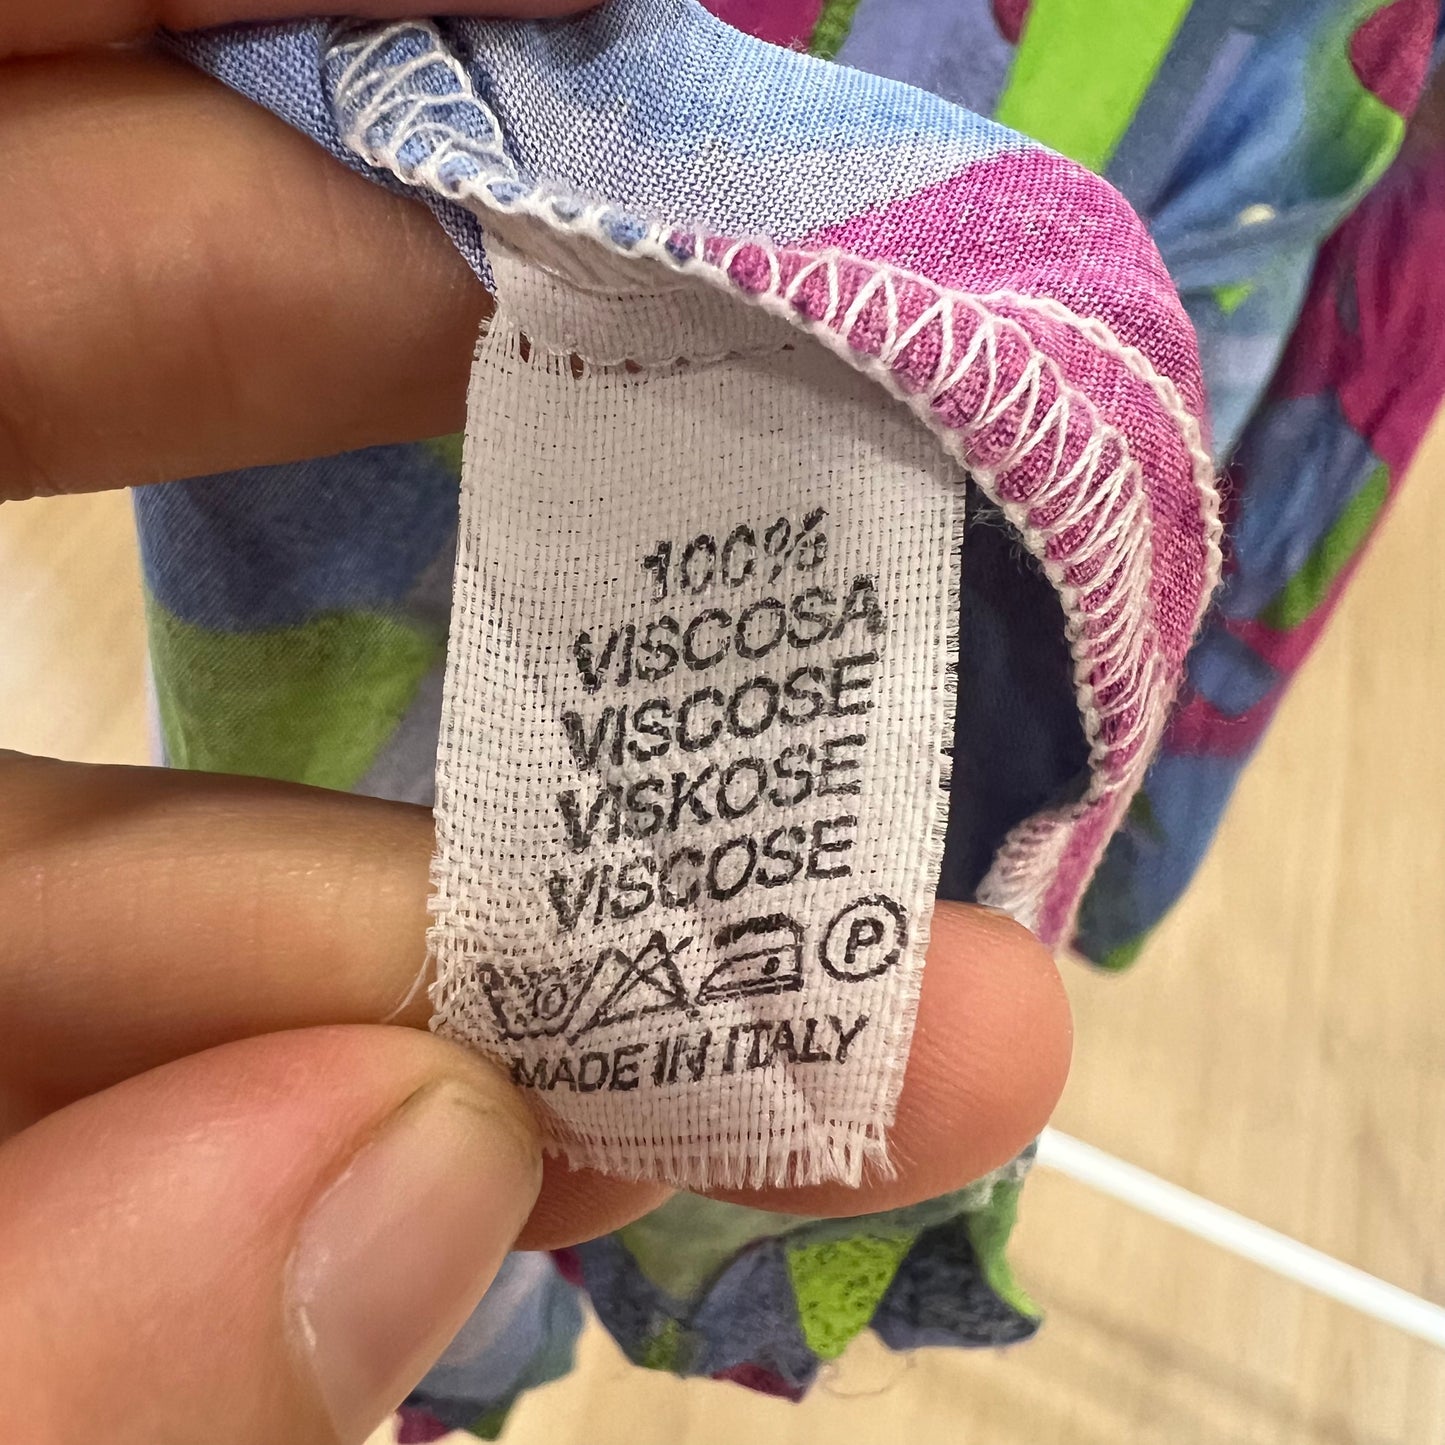 100%
VISCOSA
VISCOSE
VISKOSE
VISCOSE
P
MADE IN ITALY